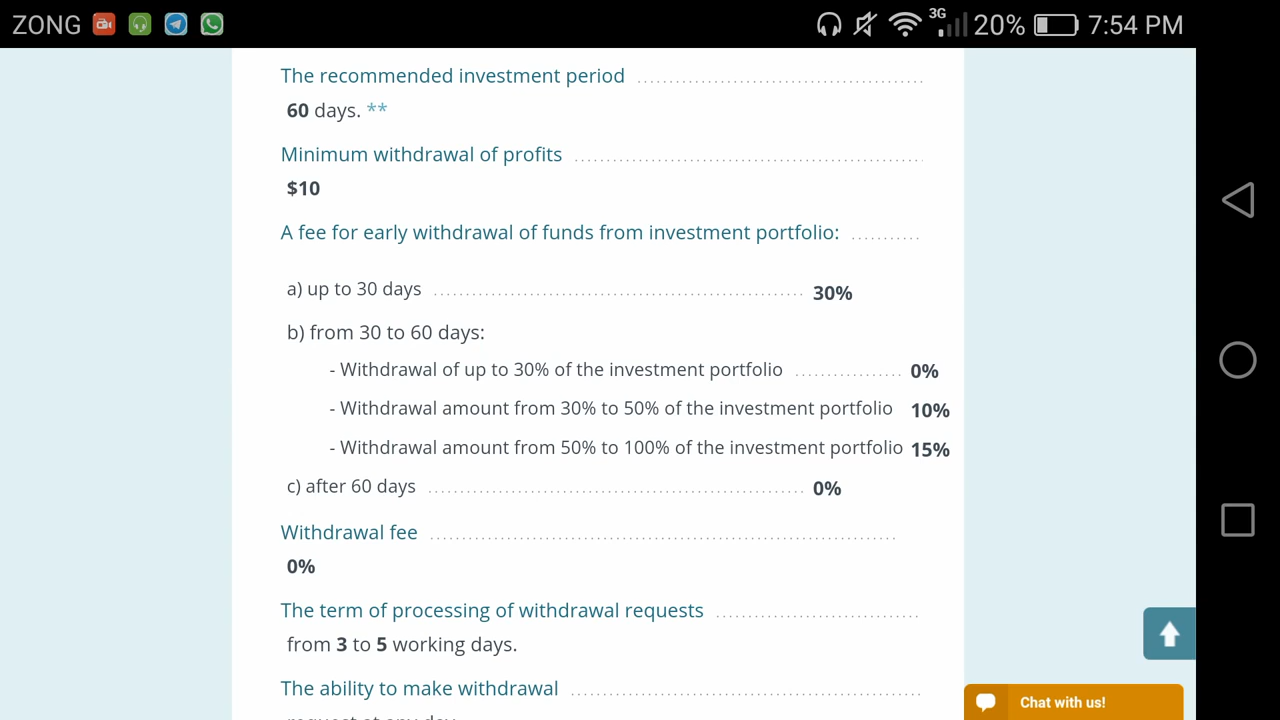 ZONG 3G 20% 7:54 PM
The recommended investment period
60 days. **
Minimum withdrawal of profits
$10
A fee for early withdrawal of funds from investment portfolio:
a) up to 30 days 30%
b) from 30 to 60 days:
- Withdrawal of up to 30% of the investment portfolio 0%
- Withdrawal amount from 30% to 50% of the investment portfolio 10%
- Withdrawal amount from 50% to 100% of the investment portfolio 15%
c) after 60 days 0%
Withdrawal fee
0%
The term of processing of withdrawal requests
from 3 to 5 working days.
The ability to make withdrawal
request at any day
Chat with us!